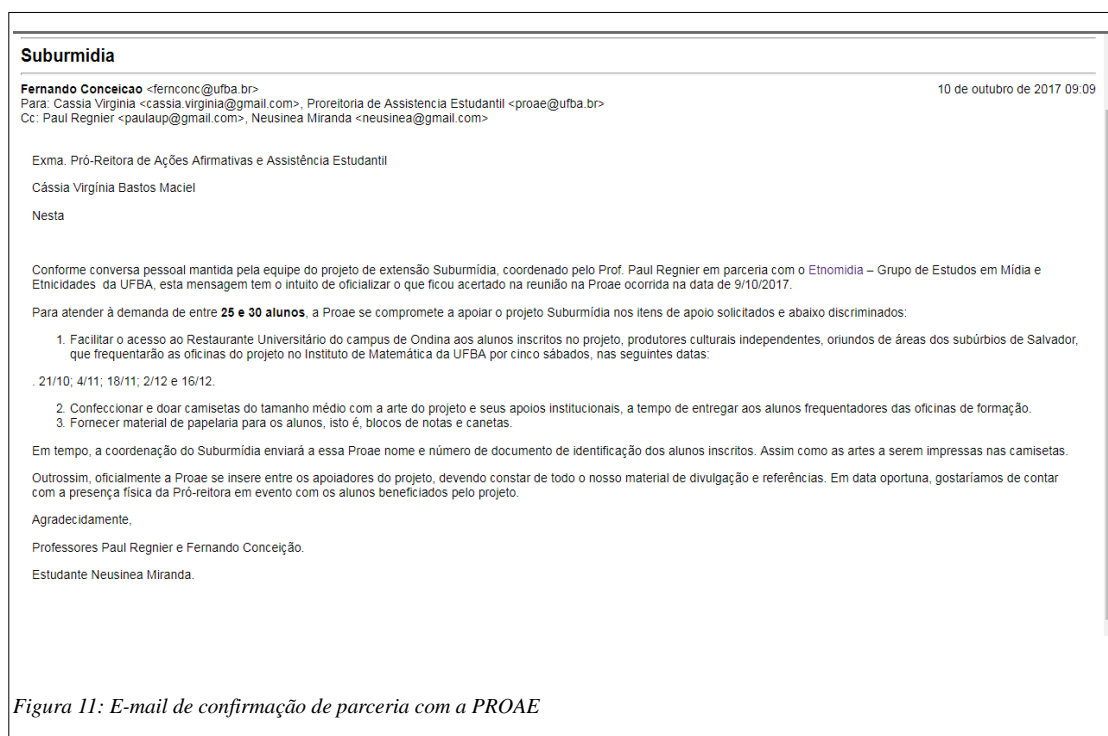 Suburmidia
Fernando Conceicao <fernconc@ufba.br>
10 de outubro de 2017 09:09
Para: Cassia Virginia <cassia.virginia@gmail.com>, Proreitoria de Assistencia Estudantil <proae@ufba.br>
Cc: Paul Regnier <paulaup@gmail.com>, Neusinea Miranda <neusinea@gmail.com>
Exma. Pró-Reitora de Ações Afirmativas e Assistência Estudantil
Cássia Virgínia Bastos Maciel
Nesta
Conforme conversa pessoal mantida pela equipe do projeto de extensão Suburmídia, coordenado pelo Prof. Paul Regnier em parceria com o Etnomidia – Grupo de Estudos em Mídia e
Etnicidades da UFBA, esta mensagem tem o intuito de oficializar o que ficou acertado na reunião na Proae ocorrida na data de 9/10/2017.
Para atender à demanda de entre 25 e 30 alunos, a Proae se compromete a apoiar o projeto Suburmídia nos itens de apoio solicitados e abaixo discriminados:
1. Facilitar o acesso ao Restaurante Universitário do campus de Ondina aos alunos inscritos no projeto, produtores culturais independentes, oriundos de áreas dos subúrbios de Salvador,
que frequentarão as oficinas do projeto no Instituto de Matemática da UFBA por cinco sábados, nas seguintes datas:
. 21/10; 4/11; 18/11; 2/12 e 16/12.
2. Confeccionar e doar camisetas do tamanho médio com a arte do projeto e seus apoios institucionais, a tempo de entregar aos alunos frequentadores das oficinas de formação.
3. Fornecer material de papelaria para os alunos, isto é, blocos de notas e canetas.
Em tempo, a coordenação do Suburmídia enviará a essa Proae nome e número de documento de identificação dos alunos inscritos. Assim como as artes a serem impressas nas camisetas.
Outrossim, oficialmente a Proae se insere entre os apoiadores do projeto, devendo constar de todo o nosso material de divulgação e referências. Em data oportuna, gostaríamos de contar
com a presença física da Pró-reitora em evento com os alunos beneficiados pelo projeto.
Agradecidamente,
Professores Paul Regnier e Fernando Conceição.
Estudante Neusinea Miranda.
Figura 11: E-mail de confirmação de parceria com a PROAE